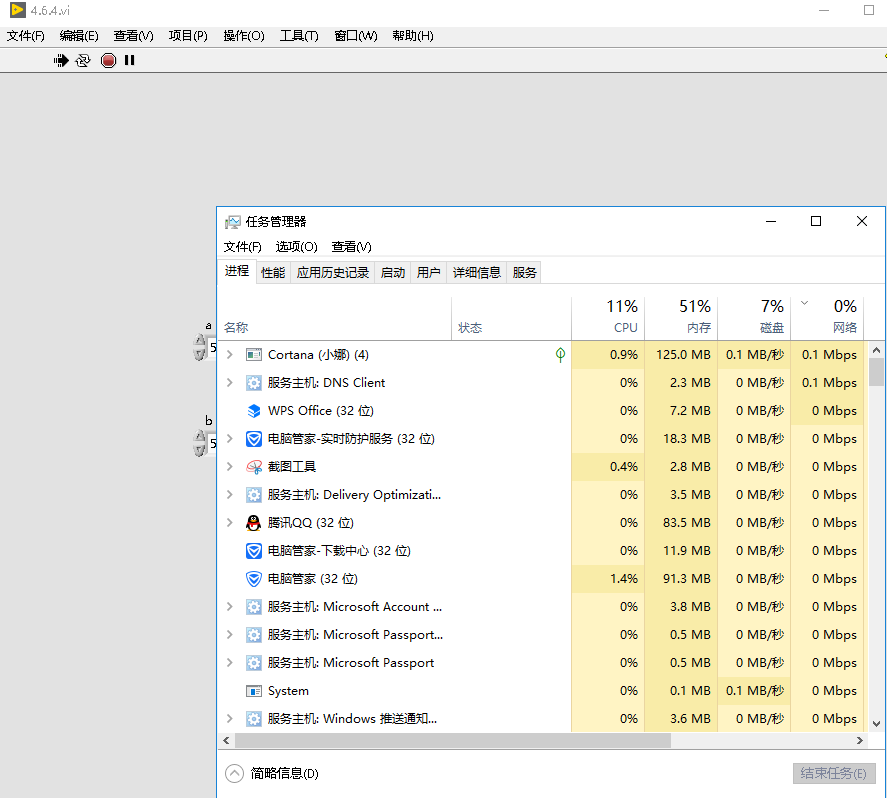 4.6.4.vi
文件(F) 编辑(E) 查看(V) 项目(P) 操作(O) 工具(T) 窗口(W) 帮助(H)
任务管理器
文件(F) 选项(O) 查看(V)
进程 性能 应用历史记录 启动 用户 详细信息 服务
11% 51% 7% 0%
名称 状态 CPU 内存 磁盘 网络
a
5
Cortana (小娜) (4) 0.9% 125.0 MB 0.1 MB/秒 0.1 Mbps
服务主机: DNS Client 0% 2.3 MB 0 MB/秒 0.1 Mbps
WPS Office (32 位) 0% 7.2 MB 0 MB/秒 0 Mbps
b
5
电脑管家-实时防护服务 (32 位) 0% 18.3 MB 0 MB/秒 0 Mbps
截图工具 0.4% 2.8 MB 0 MB/秒 0 Mbps
服务主机: Delivery Optimizati... 0% 3.5 MB 0 MB/秒 0 Mbps
腾讯QQ (32 位) 0% 83.5 MB 0 MB/秒 0 Mbps
电脑管家-下载中心 (32 位) 0% 11.9 MB 0 MB/秒 0 Mbps
电脑管家 (32 位) 1.4% 91.3 MB 0 MB/秒 0 Mbps
服务主机: Microsoft Account ... 0% 3.8 MB 0 MB/秒 0 Mbps
服务主机: Microsoft Passport... 0% 0.5 MB 0 MB/秒 0 Mbps
服务主机: Microsoft Passport 0% 0.5 MB 0 MB/秒 0 Mbps
System 0% 0.1 MB 0.1 MB/秒 0 Mbps
服务主机: Windows 推送通知... 0% 3.6 MB 0 MB/秒 0 Mbps
简略信息(D) 结束任务(E)